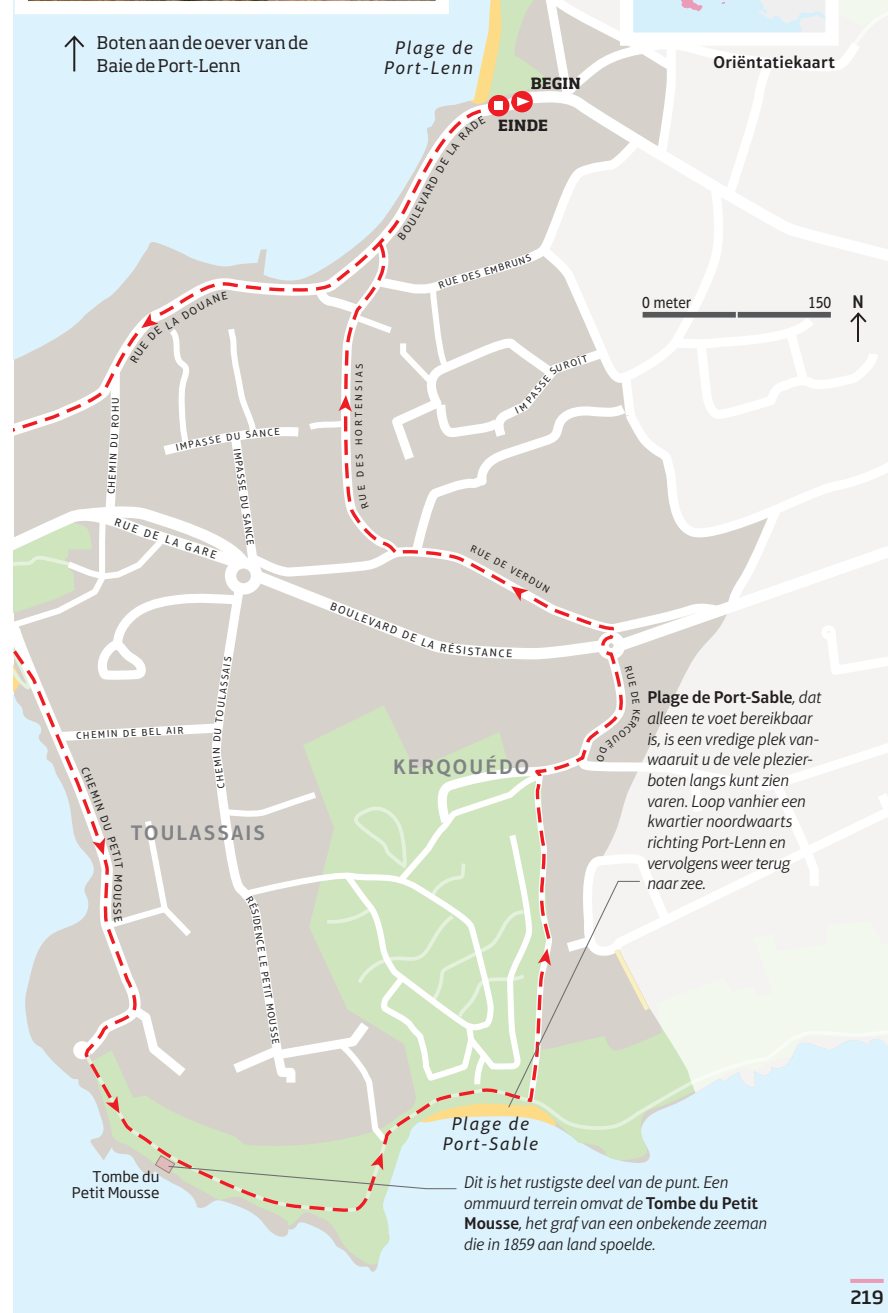 Boten aan de oever van de
Baie de Port-Lenn
Plage de
Port-Lenn
Oriëntatiekaart
BEGIN
EINDE
BOULEVARD DE LA RADE
RUE DES EMBRUNS
RUE DE LA DOUANE
0 meter 150 N
IMPASSE SUROÎT
RUE DES HORTENSIAS
CHEMIN DU ROHU
IMPASSE DU SANCE
IMPASSE DU SANCE
RUE DE LA GARE
RUE DE VERDUN
BOULEVARD DE LA RÉSISTANCE
RUE DE KERCOUÉDO
CHEMIN DU TOULASSAIS
CHEMIN DE BEL AIR
Plage de Port-Sable, dat
alleen te voet bereikbaar
is, is een vredige plek van-
waaruit u de vele plezier-
boten langs kunt zien
varen. Loop vanhier een
kwartier noordwaarts
richting Port-Lenn en
vervolgens weer terug
naar zee.
KERQOUÉDO
CHEMIN DU PETIT MOUSSE
TOULASSAIS
RÉSIDENCE LE PETIT MOUSSE
Plage de
Port-Sable
Tombe du
Petit Mousse
Dit is het rustigste deel van de punt. Een
ommuurd terrein omvat de Tombe du Petit
Mousse, het graf van een onbekende zeeman
die in 1859 aan land spoelde.
219